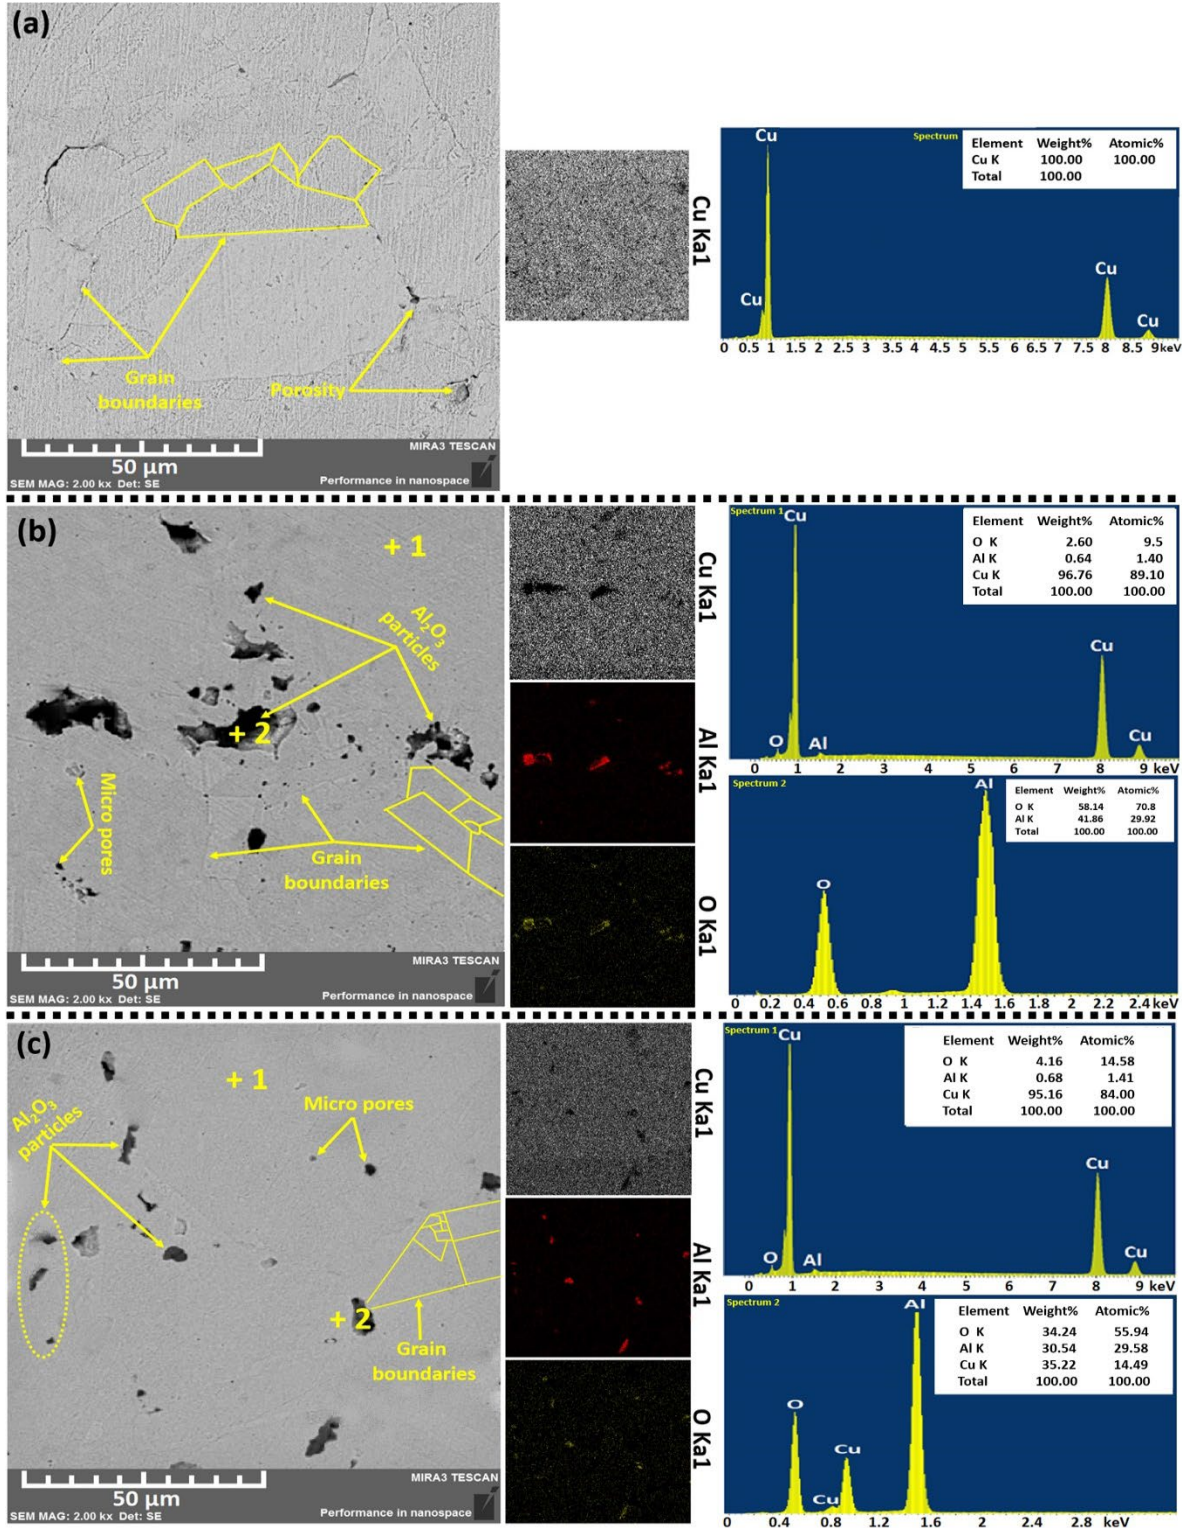 (a)
Grain
boundaries
Porosity
50 µm
MIRA3 TESCAN
SEM MAG: 2.00 kx Det: SE
Performance in nanospace
Cu Ka1
Spectrum
Element Weight% Atomic%
Cu K 100.00 100.00
Total 100.00
Cu
Cu
Cu
Cu
0 0.5 1 1.5 2 2.5 3 3.5 4 4.5 5 5.5 6 6.5 7 7.5 8 8.5 9keV
(b)
+ 1
Al2O3
particles
+ 2
Micro pores
Grain
boundaries
50 µm
MIRA3 TESCAN
SEM MAG: 2.00 kx Det: SE
Performance in nanospace
Cu Ka1
Al Ka1
O Ka1
Spectrum 1
Element Weight% Atomic%
O K 2.60 9.5
Al K 0.64 1.40
Cu K 96.76 89.10
Total 100.00 100.00
Cu
Cu
O
Al
Cu
0 1 2 3 4 5 6 7 8 9 keV
Spectrum 2
Element Weight% Atomic%
O K 58.14 70.8
Al K 41.86 29.92
Total 100.00 100.00
Al
O
0 0.2 0.4 0.6 0.8 1 1.2 1.4 1.6 1.8 2 2.2 2.4 keV
(c)
+ 1
Al2O3
particles
Micro pores
+ 2
Grain
boundaries
50 µm
MIRA3 TESCAN
SEM MAG: 2.00 kx Det: SE
Performance in nanospace
Cu Ka1
Al Ka1
O Ka1
Spectrum 1
Element Weight% Atomic%
O K 4.16 14.58
Al K 0.68 1.41
Cu K 95.16 84.00
Total 100.00 100.00
Cu
Cu
O
Al
Cu
0 1 2 3 4 5 6 7 8 9 keV
Spectrum 2
Element Weight% Atomic%
O K 34.24 55.94
Al K 30.54 29.58
Cu K 35.22 14.49
Total 100.00 100.00
Al
O
Cu
Cu
0 0.4 0.8 1.2 1.6 2 2.4 2.8 keV